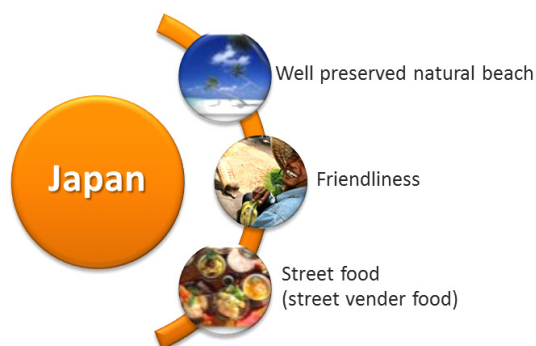 Well preserved natural beach
Japan
Friendliness
Street food
(street vender food)